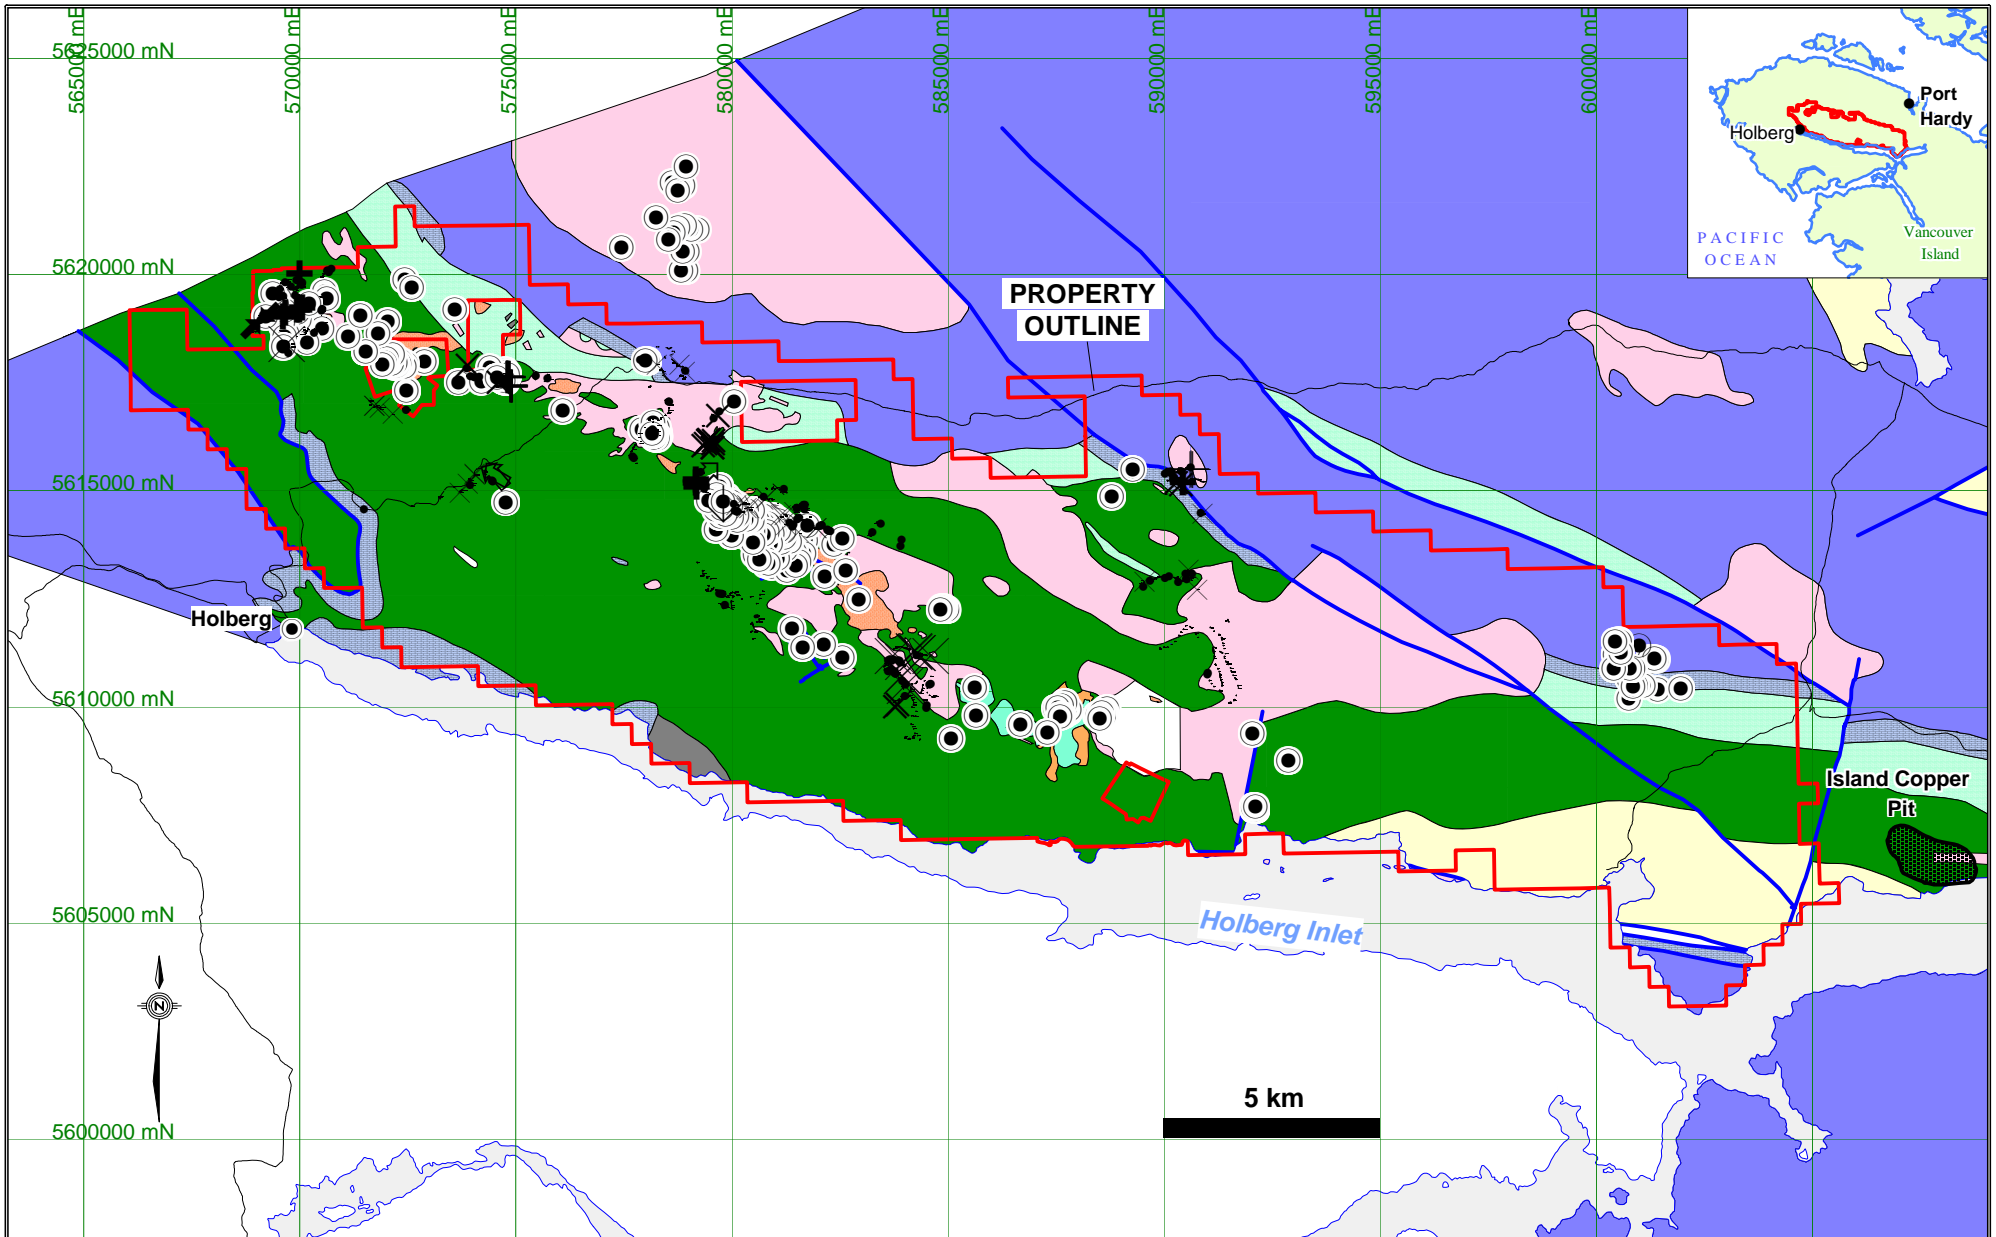 565000 mE
570000 mE
575000 mE
580000 mE
585000 mE
590000 mE
595000 mE
600000 mE
5625000 mN
5620000 mN
5615000 mN
5610000 mN
5605000 mN
5600000 mN
Port
Hardy
Holberg
PACIFIC
OCEAN
Vancouver
Island
PROPERTY
OUTLINE
Holberg
Island Copper
Pit
Holberg Inlet
N
5 km